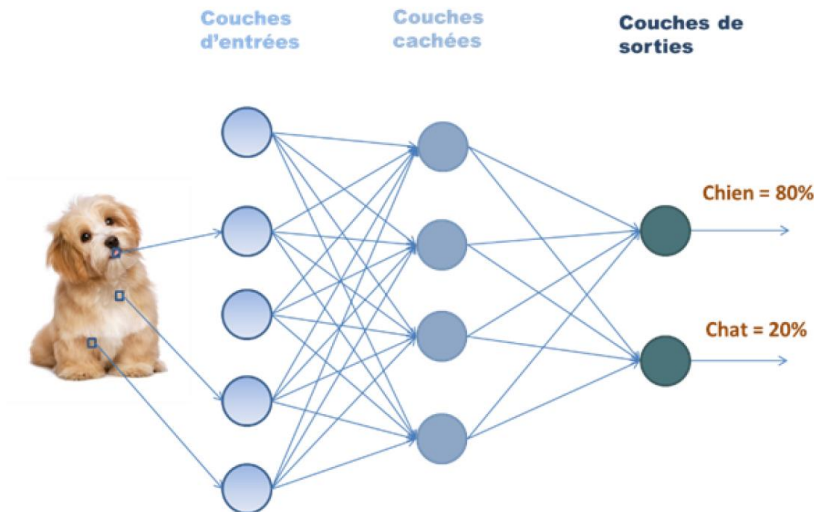 Couches
d'entrées
Couches
cachées
Couches de
sorties
Chien = 80%
Chat = 20%